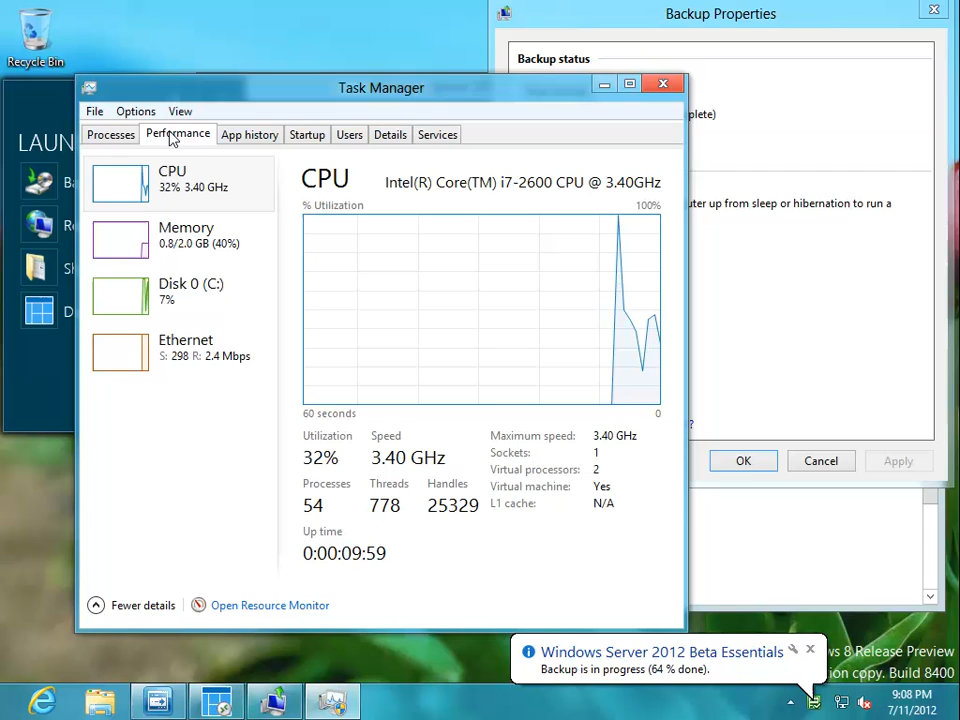 Recycle Bin
Backup Properties
Backup status
plete)
uter up from sleep or hibernation to run a
?
OK
Cancel
Apply
LAUN
Ba
Re
Sh
D
Task Manager
File
Options
View
Processes
Performance
App history
Startup
Users
Details
Services
CPU
32% 3.40 GHz
Memory
0.8/2.0 GB (40%)
Disk 0 (C:)
7%
Ethernet
S: 298 R: 2.4 Mbps
CPU
Intel(R) Core(TM) i7-2600 CPU @ 3.40GHz
% Utilization
100%
60 seconds
0
Utilization
Speed
32%
3.40 GHz
Processes
Threads
Handles
54
778
25329
Up time
0:00:09:59
Maximum speed:
3.40 GHz
Sockets:
1
Virtual processors:
2
Virtual machine:
Yes
L1 cache:
N/A
Fewer details
Open Resource Monitor
Windows Server 2012 Beta Essentials
Backup is in progress (64 % done).
ws 8 Release Preview
ion copy. Build 8400
9:08 PM
7/11/2012